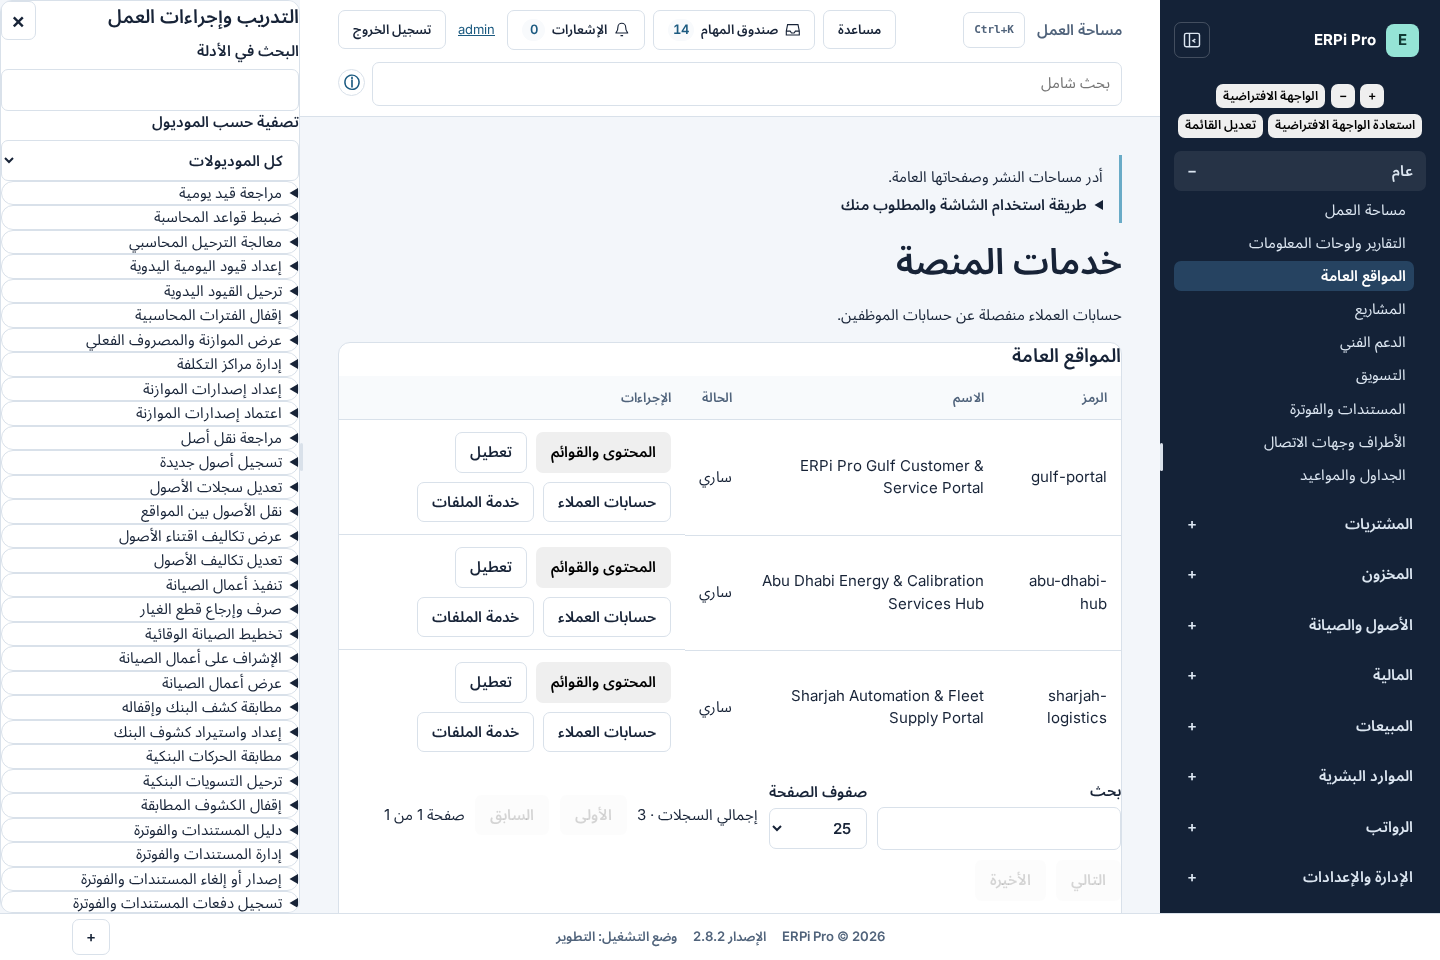 E
ERPi Pro
+
−
الواجهة الافتراضية
استعادة الواجهة الافتراضية
تعديل القائمة
عام
−
مساحة العمل
التقارير ولوحات المعلومات
المواقع العامة
المشاريع
الدعم الفني
التسويق
المستندات والفوترة
الأطراف وجهات الاتصال
الجداول والمواعيد
المشتريات
+
المخزون
+
الأصول والصيانة
+
المالية
+
المبيعات
+
الموارد البشرية
+
الرواتب
+
الإدارة والإعدادات
+
مساحة العمل
Ctrl+K
مساعدة
صندوق المهام 14
الإشعارات 0
admin
تسجيل الخروج
بحث شامل
ⓘ
أدر مساحات النشر وصفحاتها العامة.
طريقة استخدام الشاشة والمطلوب منك
خدمات المنصة
حسابات العملاء منفصلة عن حسابات الموظفين.
المواقع العامة
الرمز الاسم الحالة الإجراءات
gulf-portal
ERPi Pro Gulf Customer &
Service Portal
ساري
المحتوى والقوائم
تعطيل
حسابات العملاء
خدمة الملفات
abu-dhabi-
hub
Abu Dhabi Energy & Calibration
Services Hub
ساري
المحتوى والقوائم
تعطيل
حسابات العملاء
خدمة الملفات
sharjah-
logistics
Sharjah Automation & Fleet
Supply Portal
ساري
المحتوى والقوائم
تعطيل
حسابات العملاء
خدمة الملفات
بحث
صفوف الصفحة
25
إجمالي السجلات · 3
الأولى
السابق
صفحة 1 من 1
التالي
الأخيرة
التدريب وإجراءات العمل
×
البحث في الأدلة
تصفية حسب الموديول
كل الموديولات
مراجعة قيد يومية
ضبط قواعد المحاسبة
معالجة الترحيل المحاسبي
إعداد قيود اليومية اليدوية
ترحيل القيود اليدوية
إقفال الفترات المحاسبية
عرض الموازنة والمصروف الفعلي
إدارة مراكز التكلفة
إعداد إصدارات الموازنة
اعتماد إصدارات الموازنة
مراجعة نقل أصل
تسجيل أصول جديدة
تعديل سجلات الأصول
نقل الأصول بين المواقع
عرض تكاليف اقتناء الأصول
تعديل تكاليف الأصول
تنفيذ أعمال الصيانة
صرف وإرجاع قطع الغيار
تخطيط الصيانة الوقائية
الإشراف على أعمال الصيانة
عرض أعمال الصيانة
مطابقة كشف البنك وإقفاله
إعداد واستيراد كشوف البنك
مطابقة الحركات البنكية
ترحيل التسويات البنكية
إقفال الكشوف المطابقة
دليل المستندات والفوترة
إدارة المستندات والفوترة
إصدار أو إلغاء المستندات والفوترة
تسجيل دفعات المستندات والفوترة
ERPi Pro © 2026
الإصدار 2.8.2
وضع التشغيل: التطوير
+